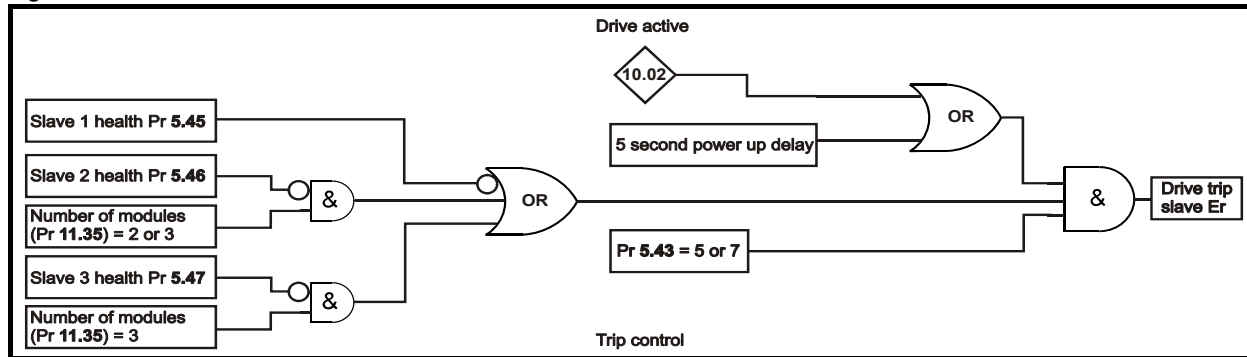 Drive active
10.02
Slave 1 health Pr 5.45
OR
5 second power up delay
Slave 2 health Pr 5.46
&
Number of modules
(Pr 11.35) = 2 or 3
OR
&
Drive trip
slave Er
Pr 5.43 = 5 or 7
Slave 3 health Pr 5.47
&
Number of modules
(Pr 11.35) = 3
Trip control